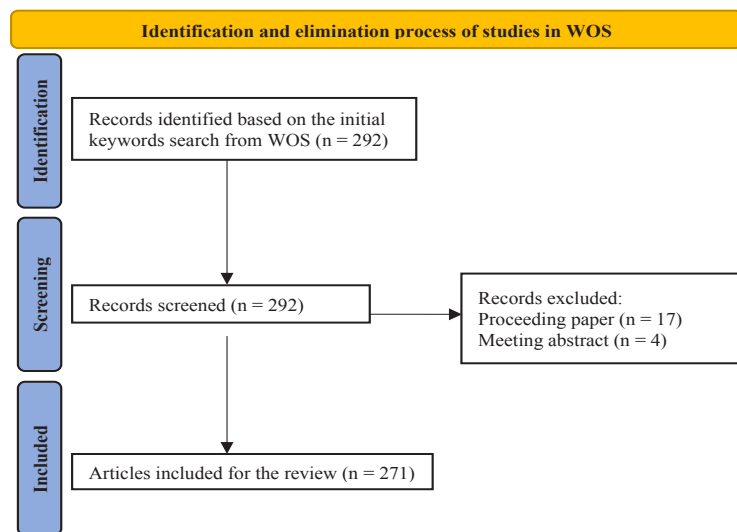 Identification and elimination process of studies in WOS
Identification
Records identified based on the initial
keywords search from WOS (n = 292)
Screening
Records screened (n = 292)
Records excluded:
Proceeding paper (n = 17)
Meeting abstract (n = 4)
Included
Articles included for the review (n = 271)